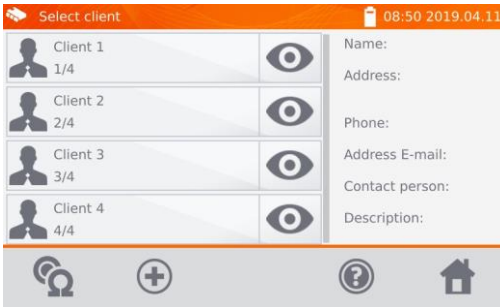 Select client
08:50 2019.04.11
Client 1
1/4
Client 2
2/4
Client 3
3/4
Client 4
4/4
Name:
Address:
Phone:
Address E-mail:
Contact person:
Description: